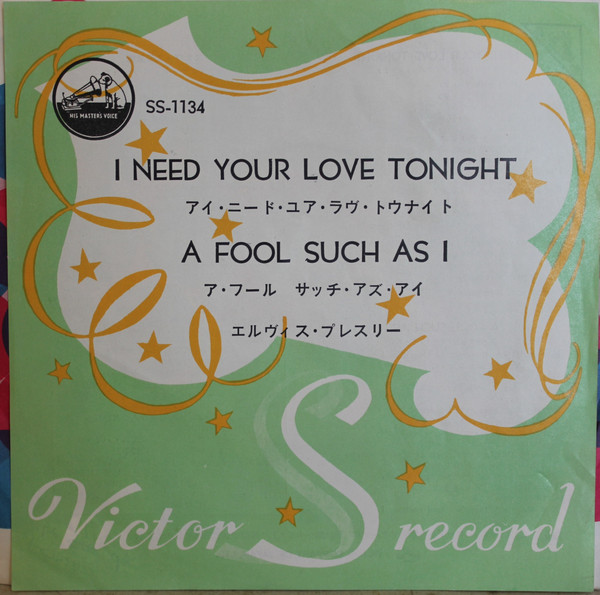 HIS MASTER'S VOICE
SS-1134
I NEED YOUR LOVE TONIGHT
アイ・ニード・ユア・ラヴ・トウナイト
A FOOL SUCH AS I
ア・フール サッチ・アズ・アイ
エルヴィス・プレスリー
Victor S record